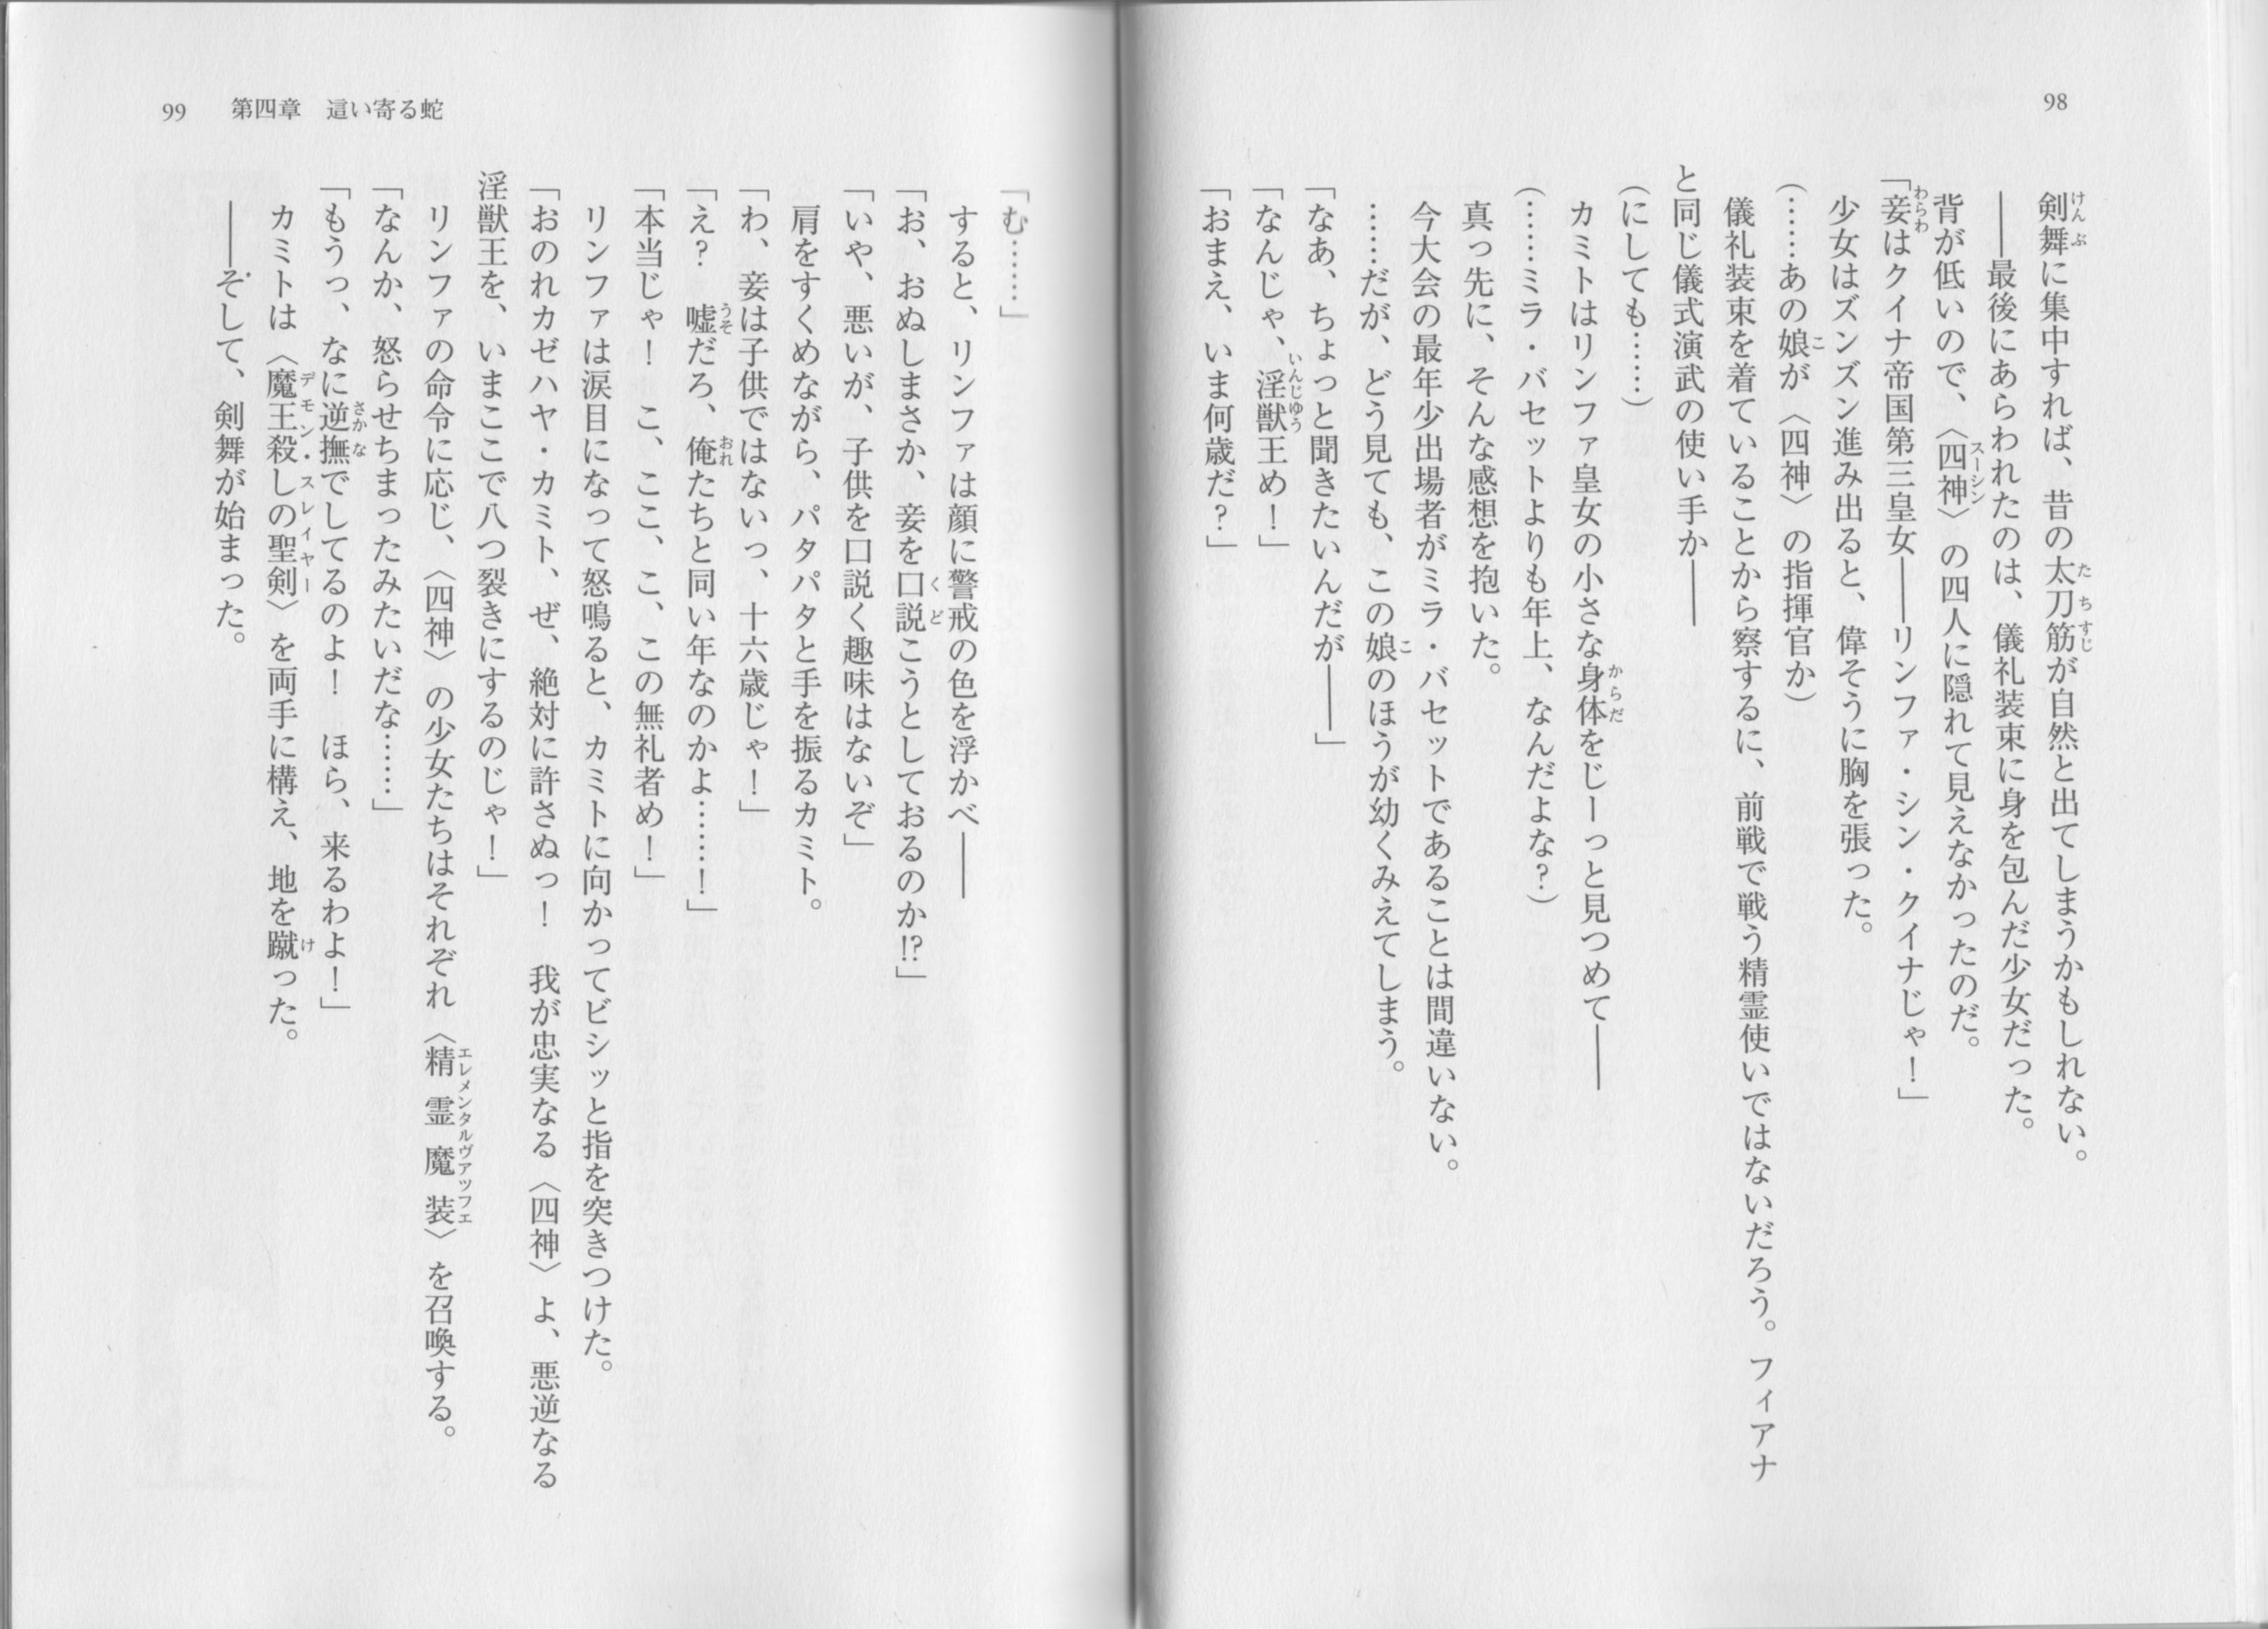 98
剣舞に集中すれば、昔の太刀筋が自然と出てしまうかもしれない。
――最後にあらわれたのは、儀礼装束に身を包んだ少女だった。
背が低いので、〈四神〉の四人に隠れて見えなかったのだ。
「妾はクイナ帝国第三皇女――リンファ・シン・クイナじゃ!」
少女はズンズン進み出ると、偉そうに胸を張った。
(……あの娘が〈四神〉の指揮官か)
儀礼装束を着ていることから察するに、前戦で戦う精霊使いではないだろう。フィアナ
と同じ儀式演武の使い手か――
(にしても……)
カミトはリンファ皇女の小さな身体をじーっと見つめて――
(……ミラ・バセットよりも年上、なんだよな?)
真っ先に、そんな感想を抱いた。
今大会の最年少出場者がミラ・バセットであることは間違いない。
……だが、どう見ても、この娘のほうが幼くみえてしまう。
「なあ、ちょっと聞きたいんだが――」
「なんじゃ、淫獣王め!」
「おまえ、いま何歳だ?」
99 第四章 這い寄る蛇
「む……」
すると、リンファは顔に警戒の色を浮かべ――
「お、おぬしまさか、妾を口説こうとしておるのか!?」
「いや、悪いが、子供を口説く趣味はないぞ」
肩をすくめながら、パタパタと手を振るカミト。
「わ、妾は子供ではないっ、十六歳じゃ!」
「え? 嘘だろ、俺たちと同い年なのかよ……!」
「本当じゃ! こ、ここ、こ、この無礼者め!」
リンファは涙目になって怒鳴ると、カミトに向かってビシッと指を突きつけた。
「おのれカゼハヤ・カミト、ぜ、絶対に許さぬっ! 我が忠実なる〈四神〉よ、悪逆なる
淫獣王を、いまここで八つ裂きにするのじゃ!」
リンファの命令に応じ、〈四神〉の少女たちはそれぞれ〈精霊魔装〉を召喚する。
「なんか、怒らせちまったみたいだな……」
「もうっ、なに逆撫でしてるのよ! ほら、来るわよ!」
カミトは〈魔王殺しの聖剣〉を両手に構え、地を蹴った。
――そして、剣舞が始まった。